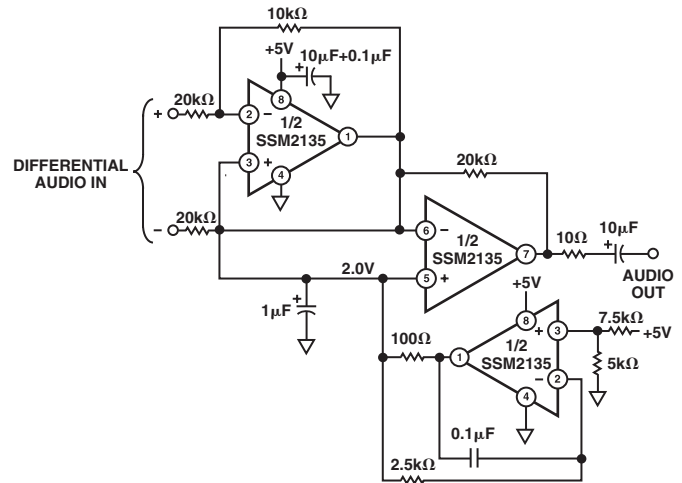 10kΩ
+5V
10µF+0.1µF
+
20kΩ
+
8
2
−
1/2
SSM2135
1
3
+
4
DIFFERENTIAL
AUDIO IN
−
20kΩ
20kΩ
6
−
1/2
SSM2135
7
5
+
10Ω
10µF
+
AUDIO
OUT
2.0V
1µF
+
+5V
8
3
+
7.5kΩ
+5V
100Ω
1
1/2
SSM2135
5kΩ
−
2
4
0.1µF
2.5kΩ